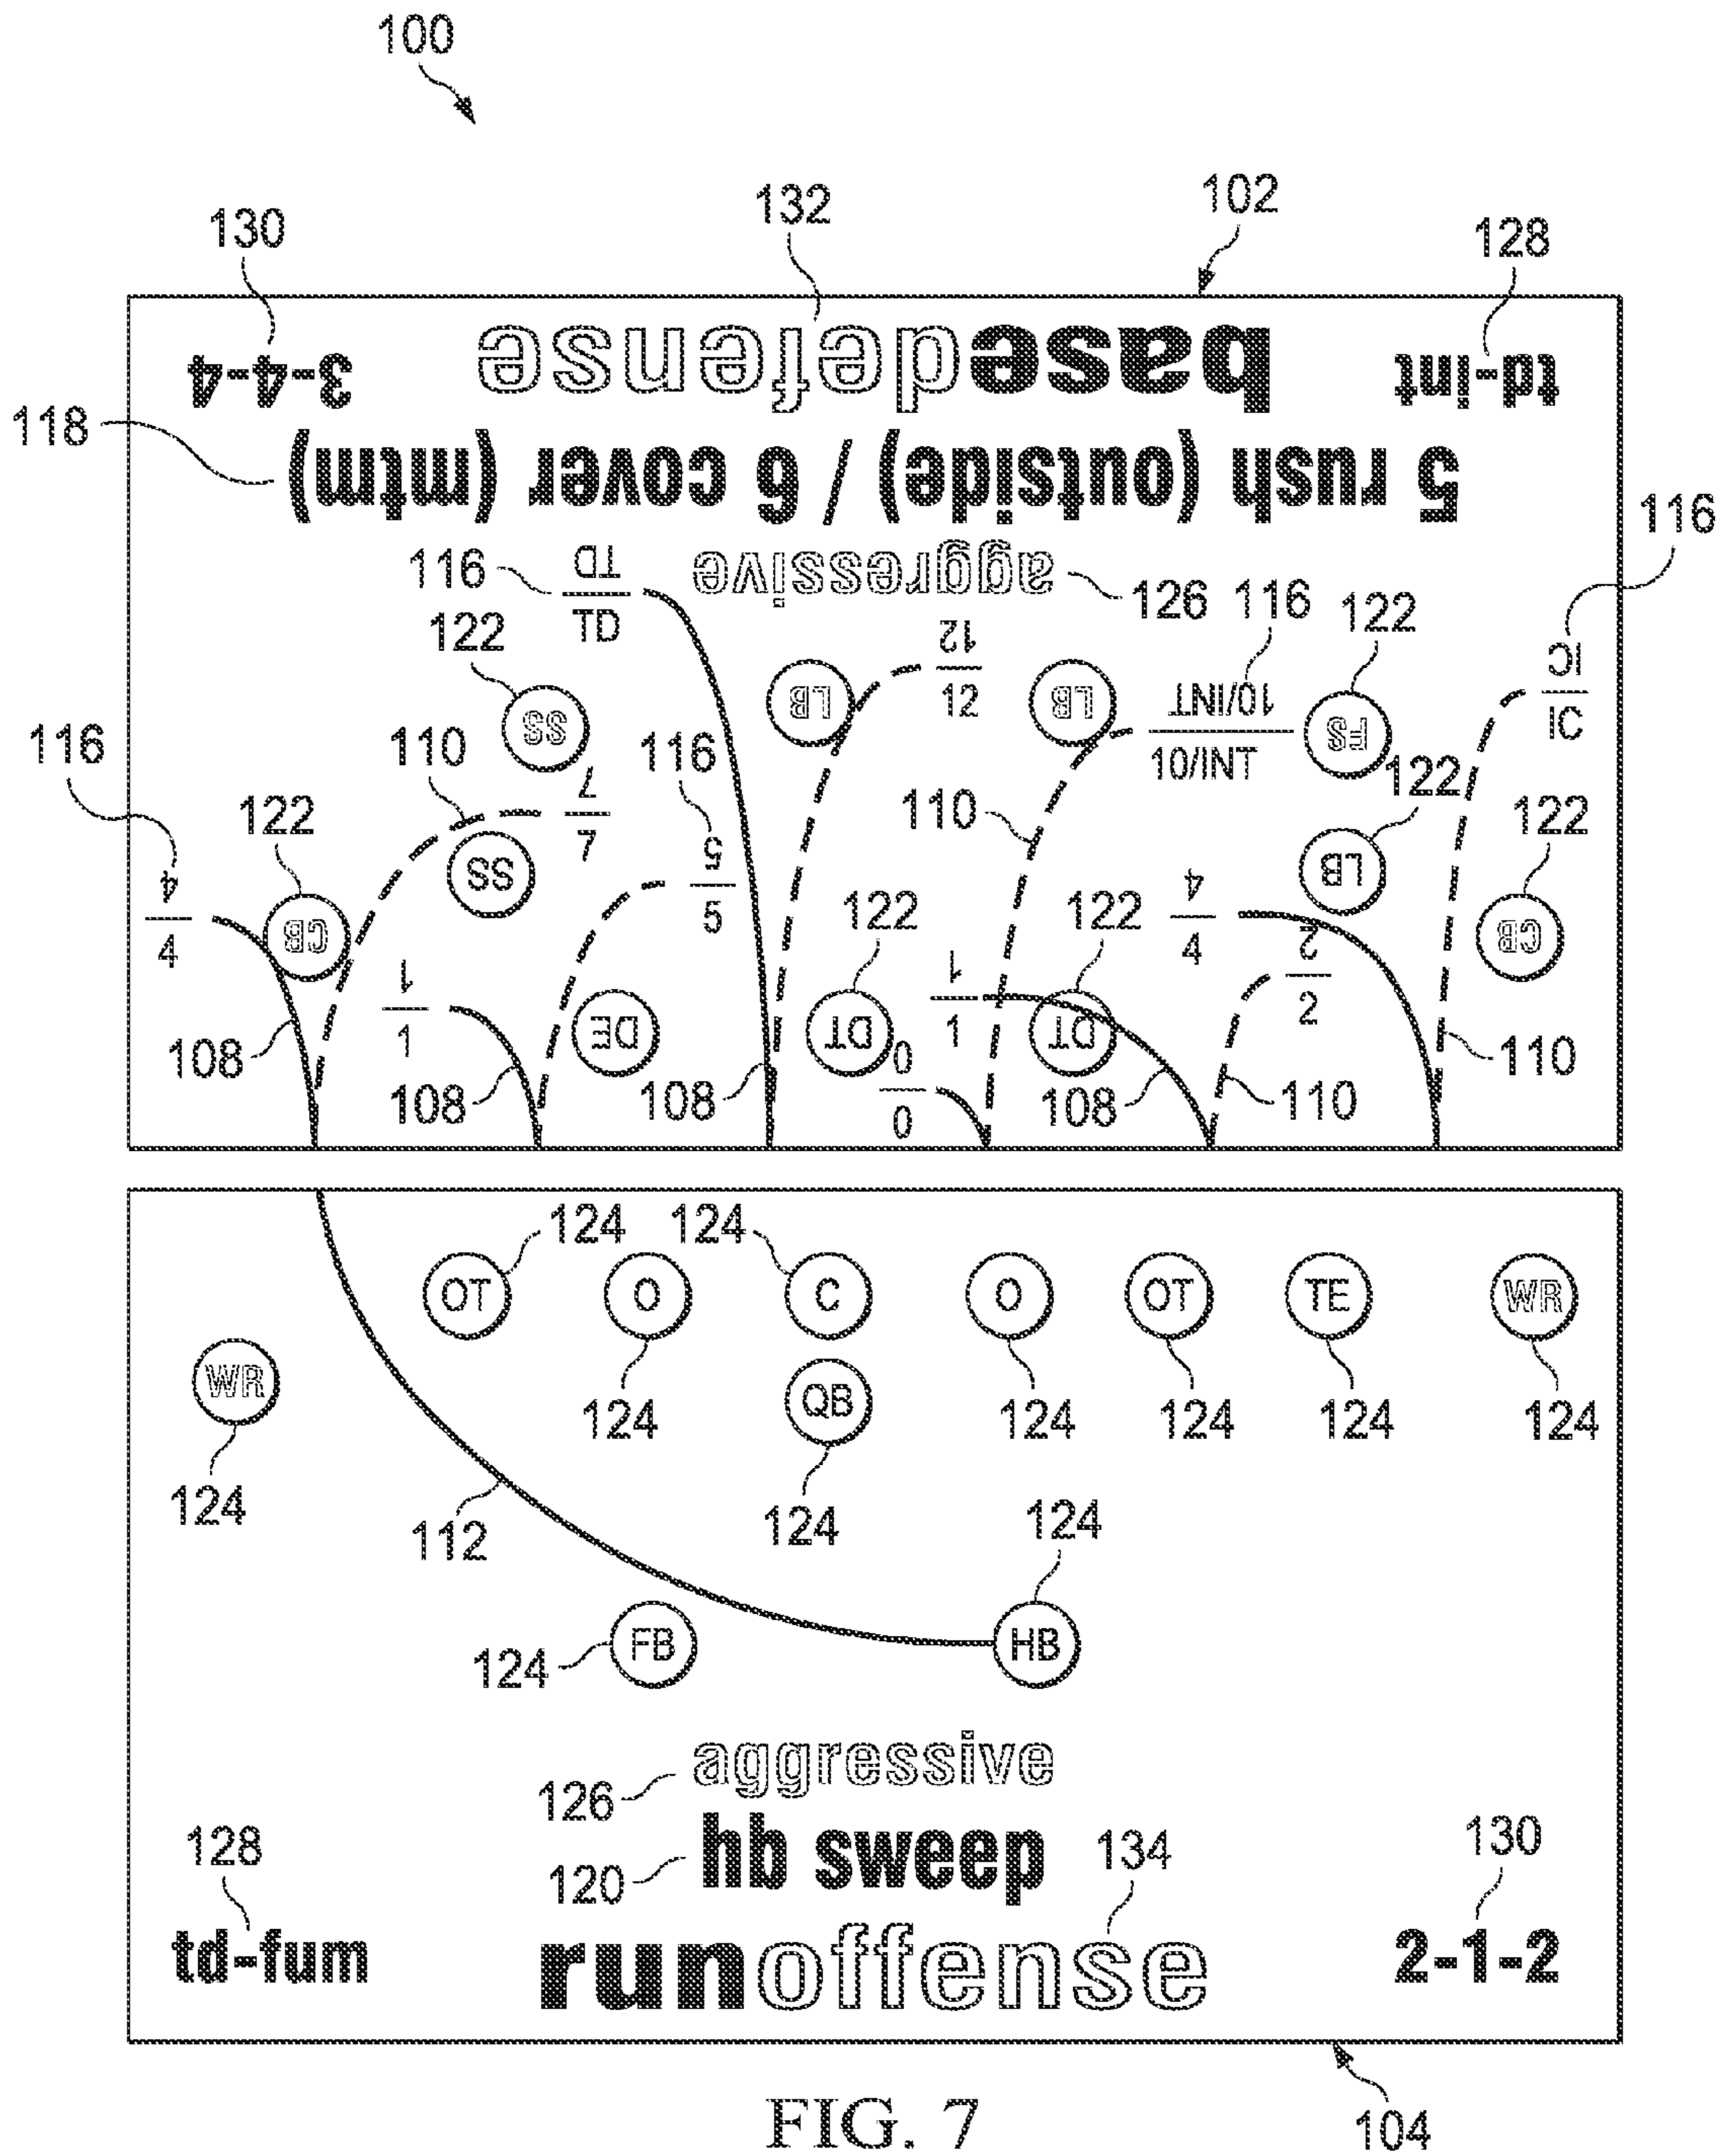 100
130
132
102
128
3-4-4
basedefense
td-int
118
5 rush (outside) / 6 cover (mtm)
116
116
TD
TD
aggressive
126
116
122
122
12
12
IC
IC
SS
LB
LB
10/INT
10/INT
FS
116
110
116
122
122
122
7
7
110
4
4
CB
SS
5
5
122
122
4
4
LB
CB
1
1
DE
DT
1
1
DT
2
2
108
108
108
0
0
108
110
110
124
124
OT
O
C
O
OT
TE
WR
WR
QB
124
124
124
124
124
124
124
112
124
124
FB
HB
124
aggressive
126
hb sweep
120
128
134
130
td-fum
runoffense
2-1-2
FIG. 7
104